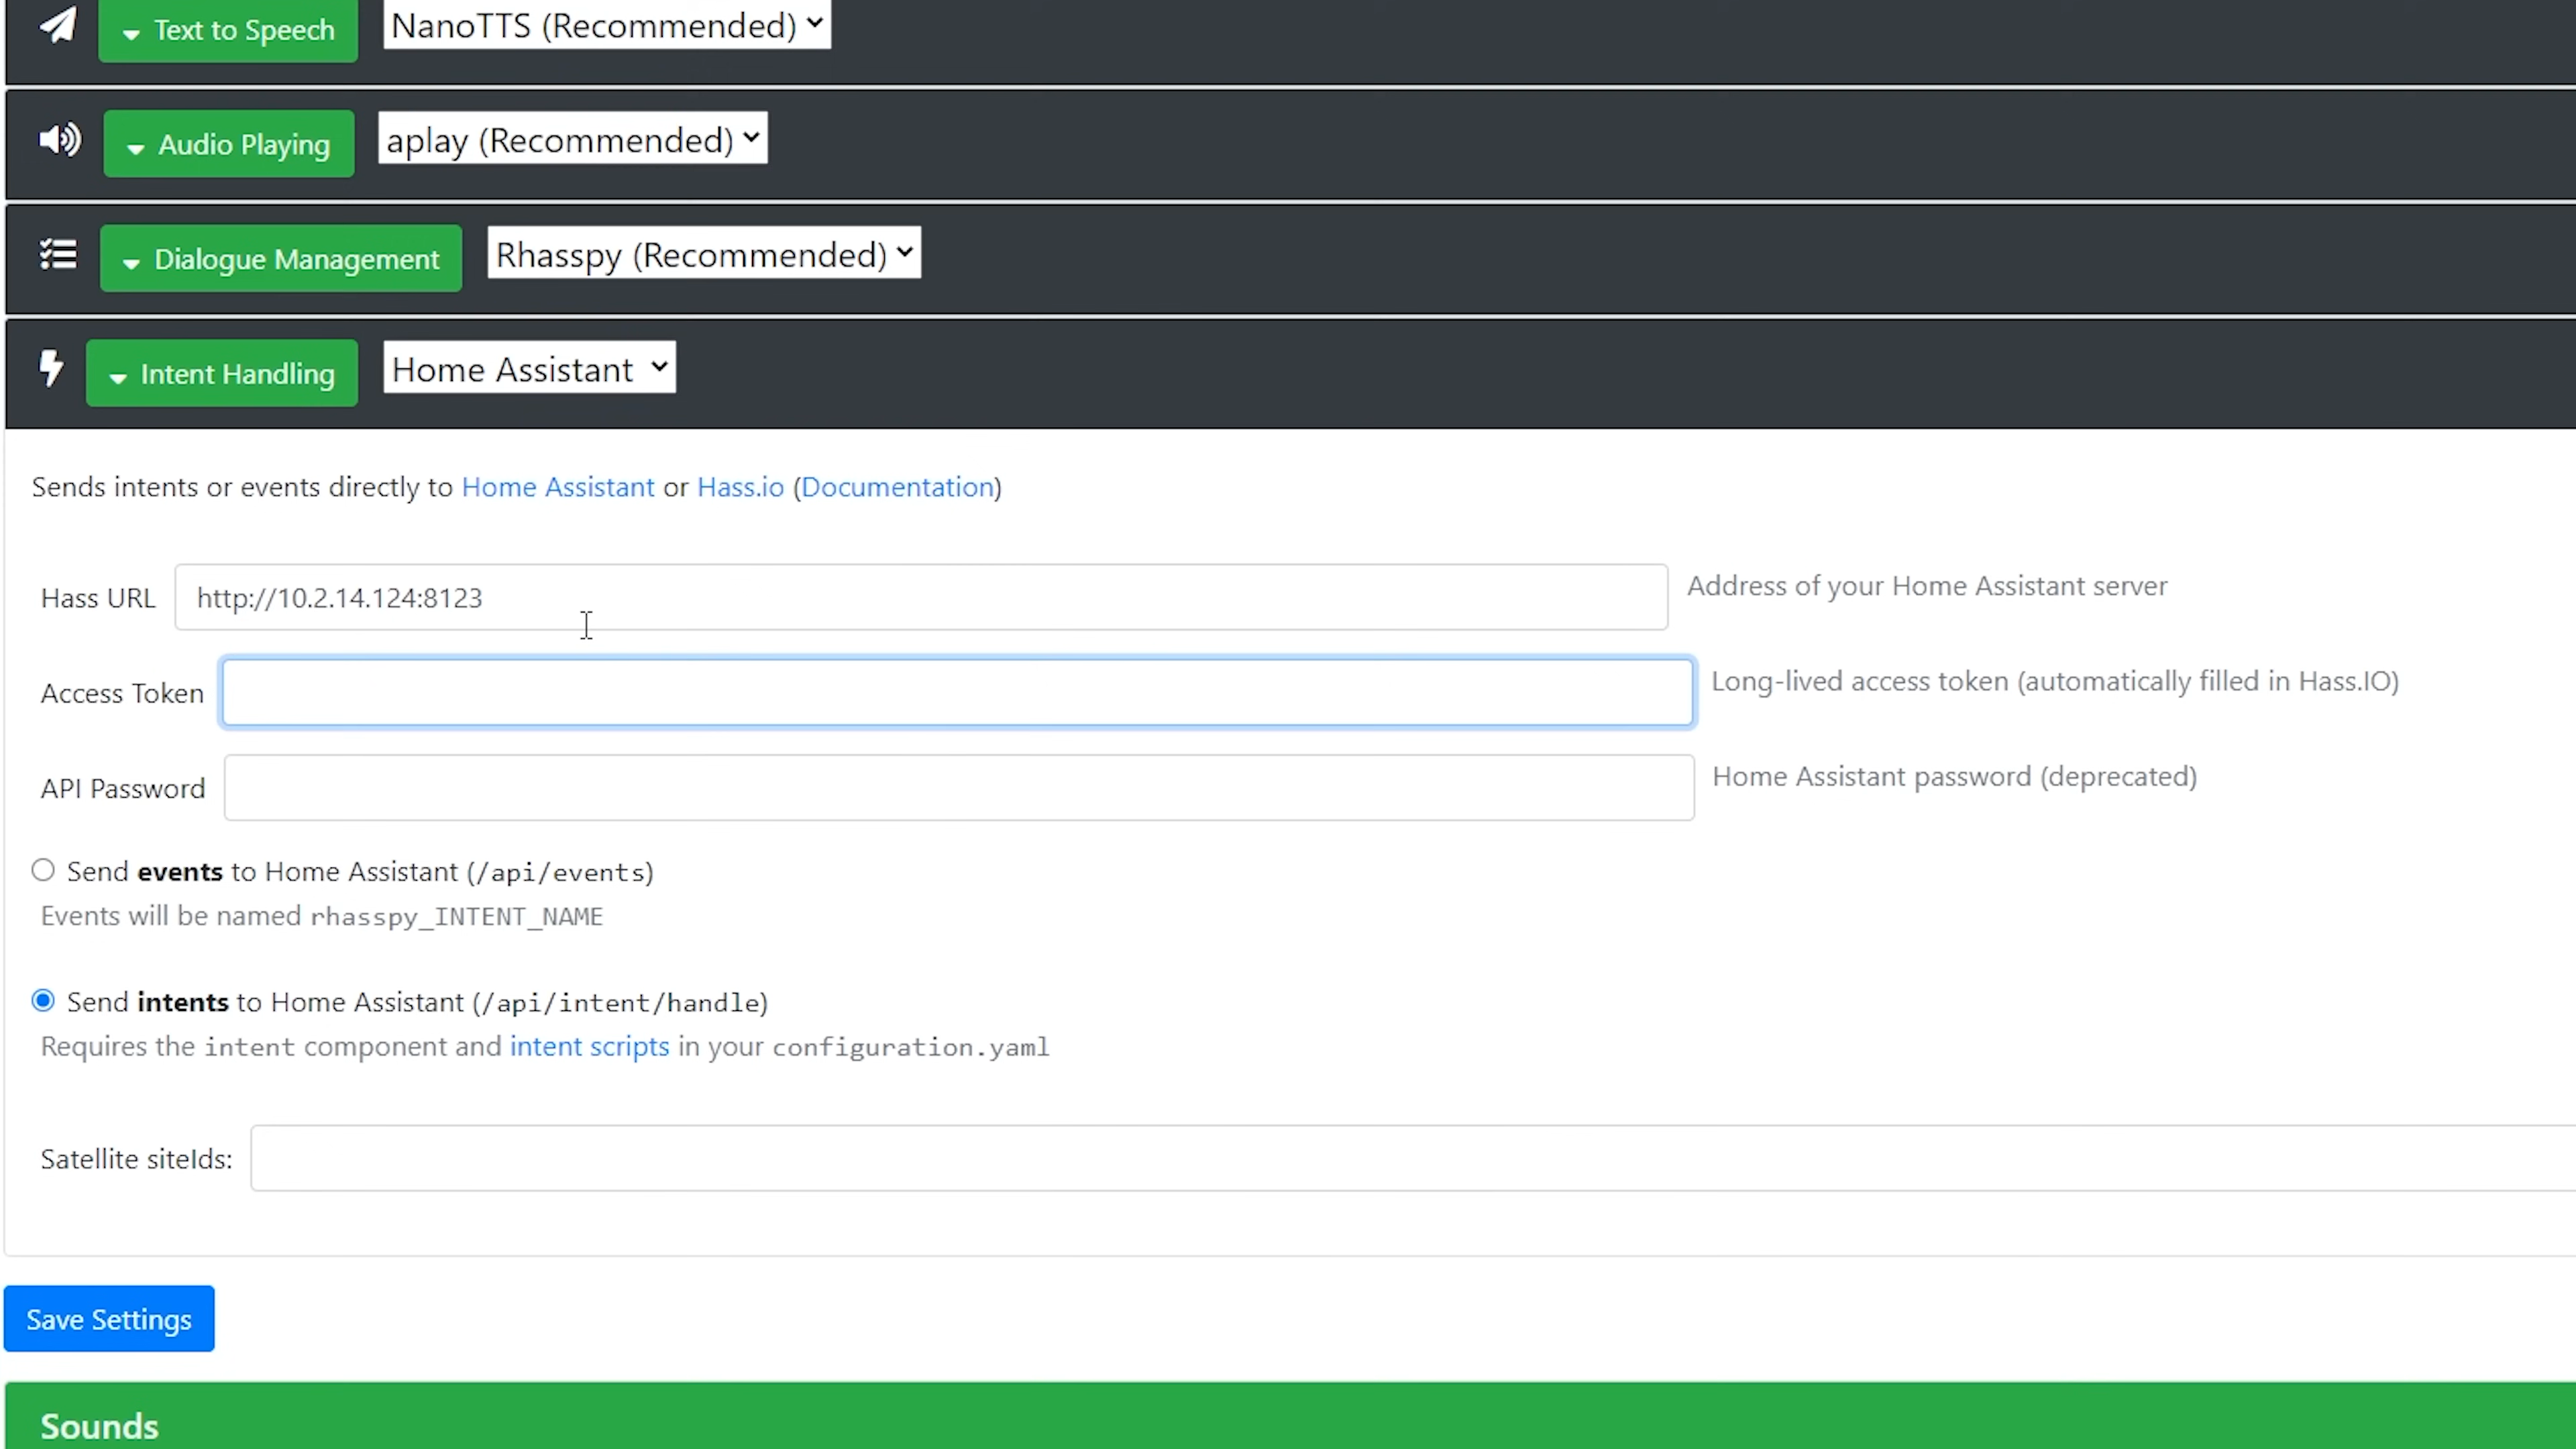 Text to Speech NanoTTS (Recommended)
Audio Playing aplay (Recommended)
Dialogue Management Rhasspy (Recommended)
Intent Handling Home Assistant
Sends intents or events directly to Home Assistant or Hass.io (Documentation)
Hass URL http://10.2.14.124:8123 Address of your Home Assistant server
Access Token Long-lived access token (automatically filled in Hass.IO)
API Password Home Assistant password (deprecated)
Send events to Home Assistant (/api/events)
Events will be named rhasspy_INTENT_NAME
Send intents to Home Assistant (/api/intent/handle)
Requires the intent component and intent scripts in your configuration.yaml
Satellite siteIds:
Save Settings
Sounds